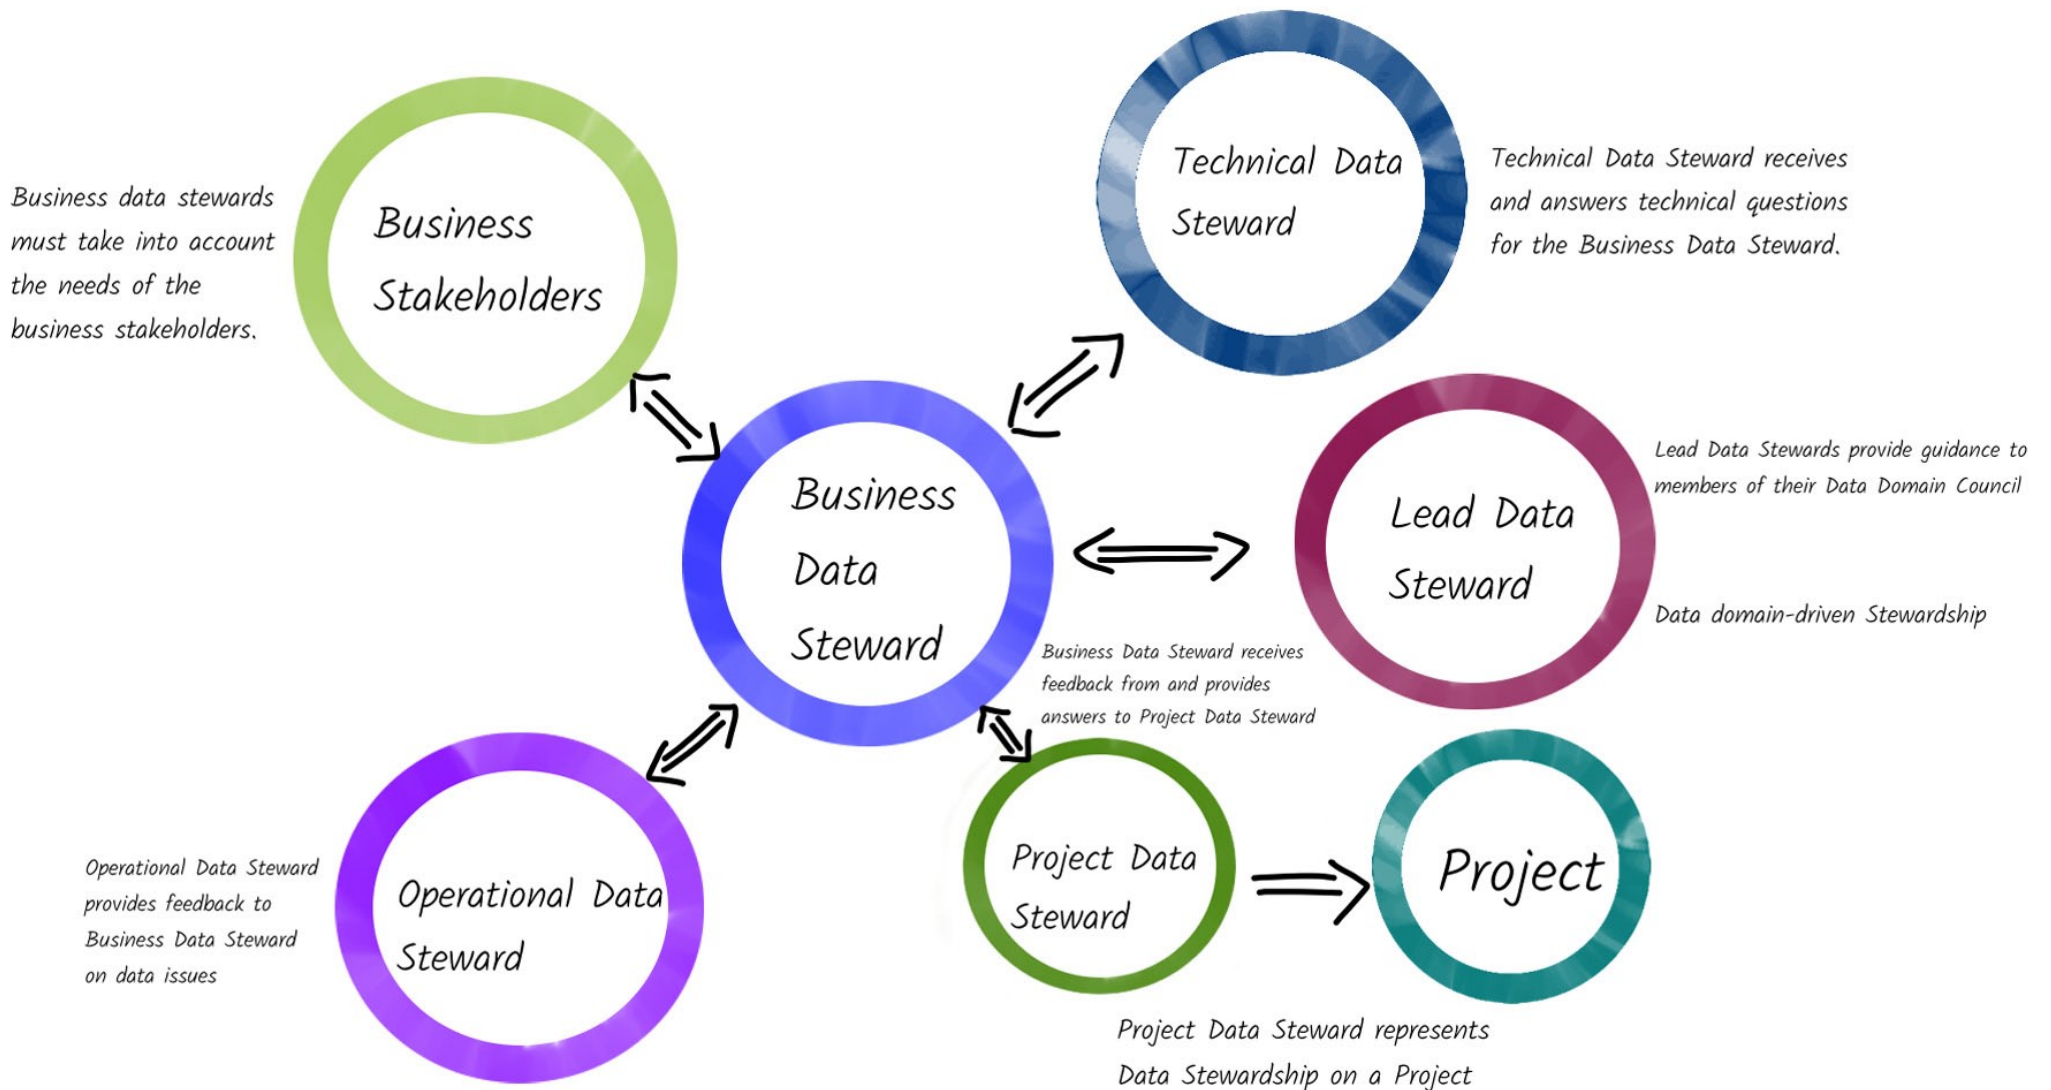 Business data stewards
must take into account
the needs of the
business stakeholders.
Business
Stakeholders
Technical Data
Steward
Technical Data Steward receives
and answers technical questions
for the Business Data Steward.
Business
Data
Steward
Lead Data
Steward
Lead Data Stewards provide guidance to
members of their Data Domain Council
Data domain-driven Stewardship
Business Data Steward receives
feedback from and provides
answers to Project Data Steward
Operational Data Steward
provides feedback to
Business Data Steward
on data issues
Operational Data
Steward
Project Data
Steward
Project
Project Data Steward represents
Data Stewardship on a Project